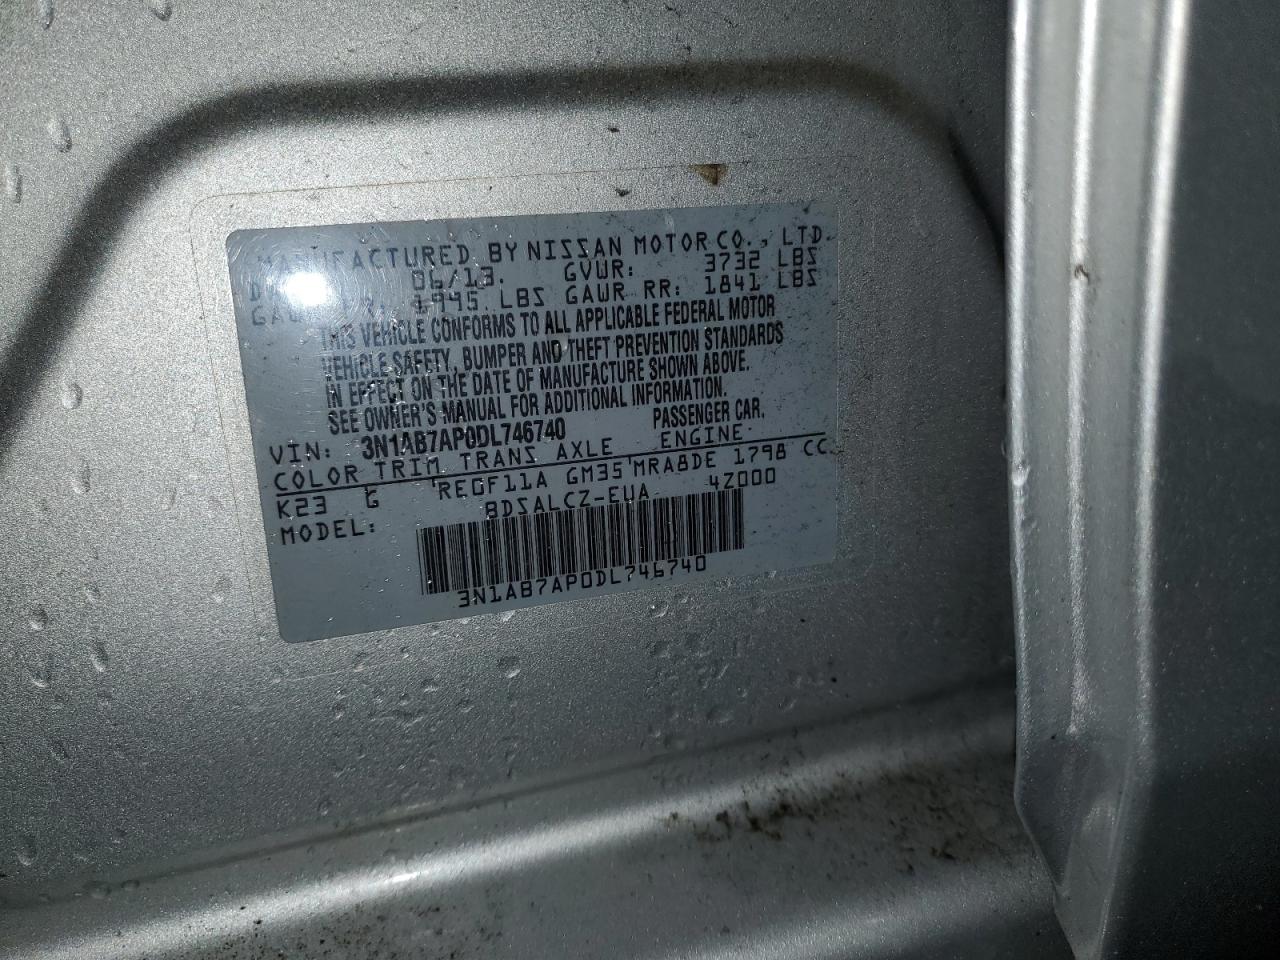 MANUFACTURED BY NISSAN MOTOR CO., LTD.
06/13. GVWR: 3732 LBS
1995 LBS GAWR RR: 1841 LBS
THIS VEHICLE CONFORMS TO ALL APPLICABLE FEDERAL MOTOR
VEHICLE SAFETY, BUMPER AND THEFT PREVENTION STANDARDS
IN EFFECT ON THE DATE OF MANUFACTURE SHOWN ABOVE.
SEE OWNER'S MANUAL FOR ADDITIONAL INFORMATION.
VIN: 3N1AB7AP0DL746740 PASSENGER CAR.
COLOR TRIM TRANS AXLE ENGINE
K23 G RE0F11A GM35 MRA8DE 1798 CC
MODEL: BDSALCZ-EUA 4Z000
3N1AB7AP0DL746740